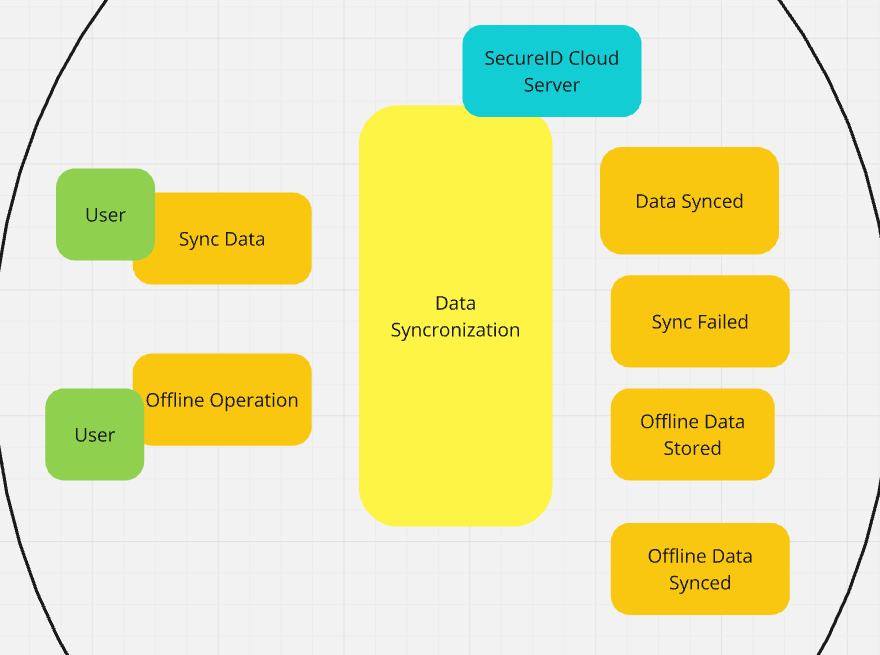 SecureID Cloud
Server
User
Sync Data
Data Synced
Data
Syncronization
Sync Failed
Offline Operation
User
Offline Data
Stored
Offline Data
Synced